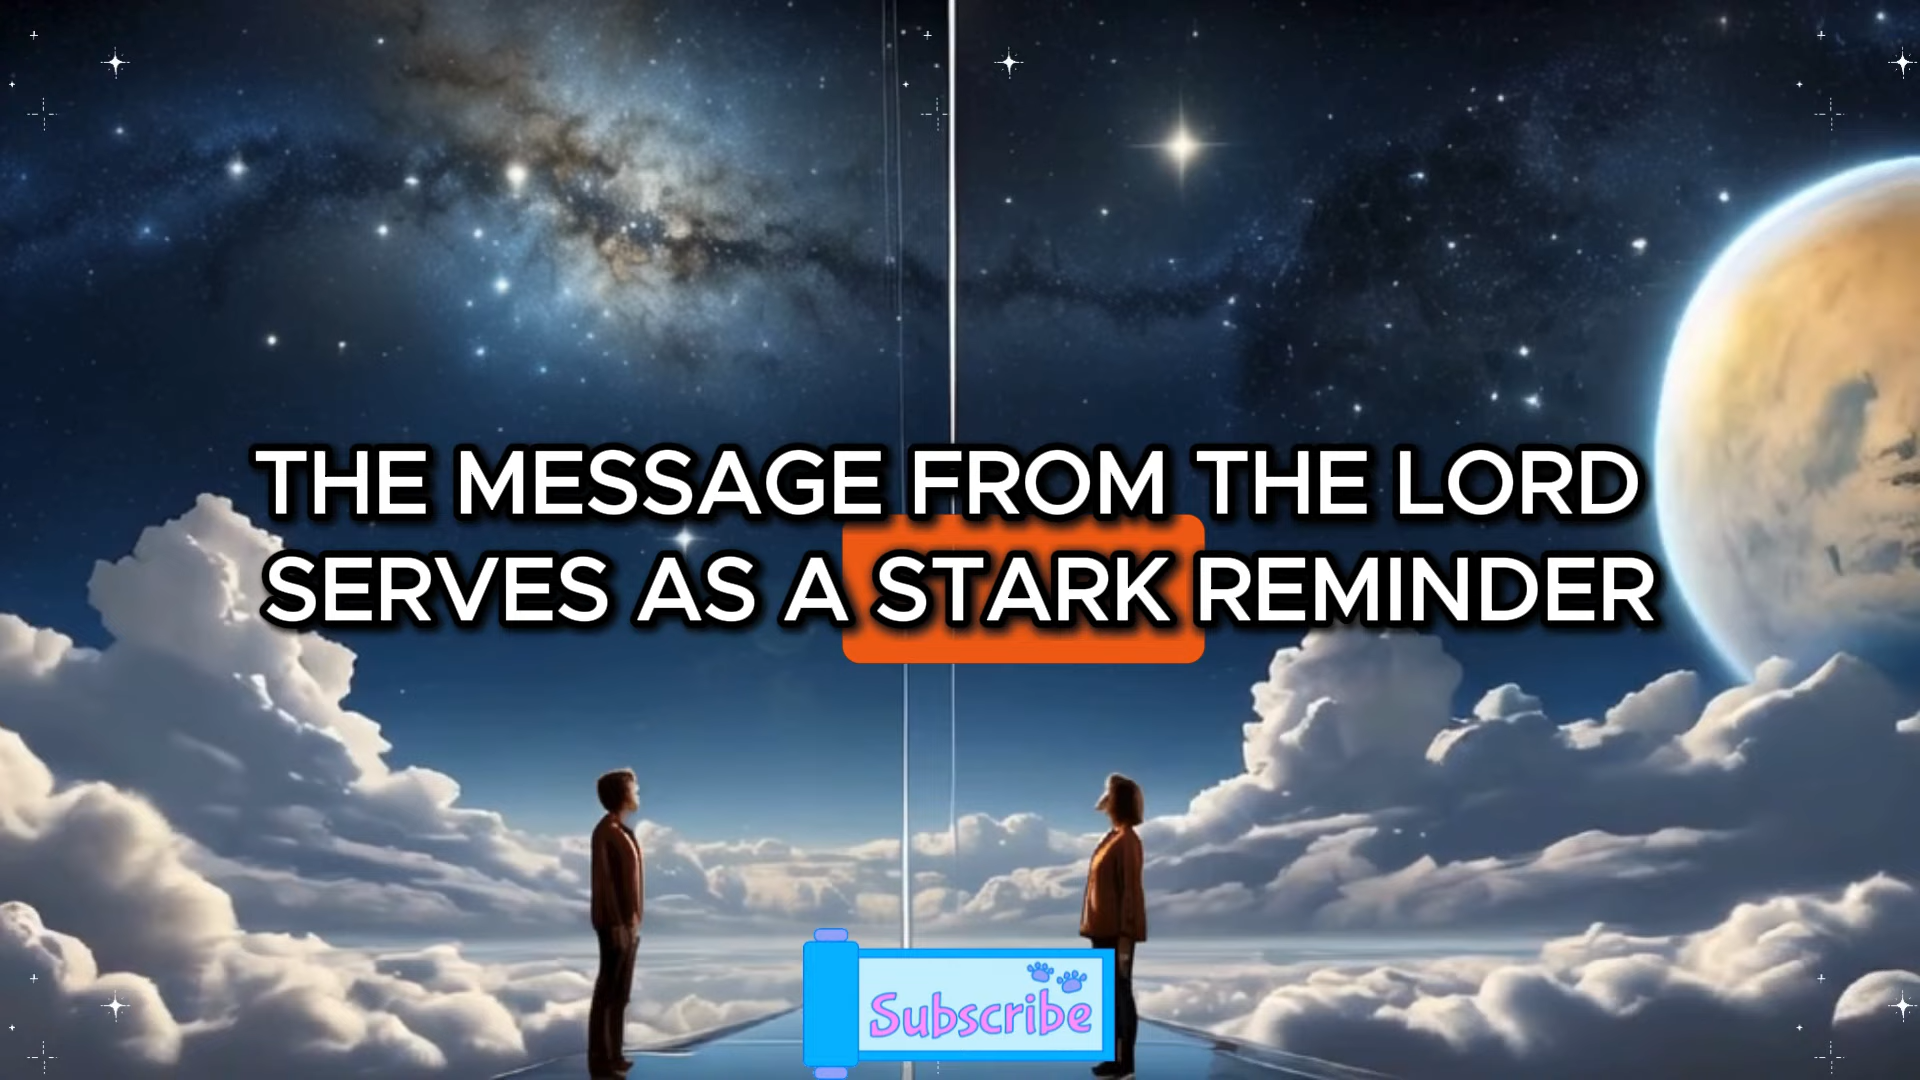 THE MESSAGE FROM THE LORD
SERVES AS A STARK REMINDER
Subscribe